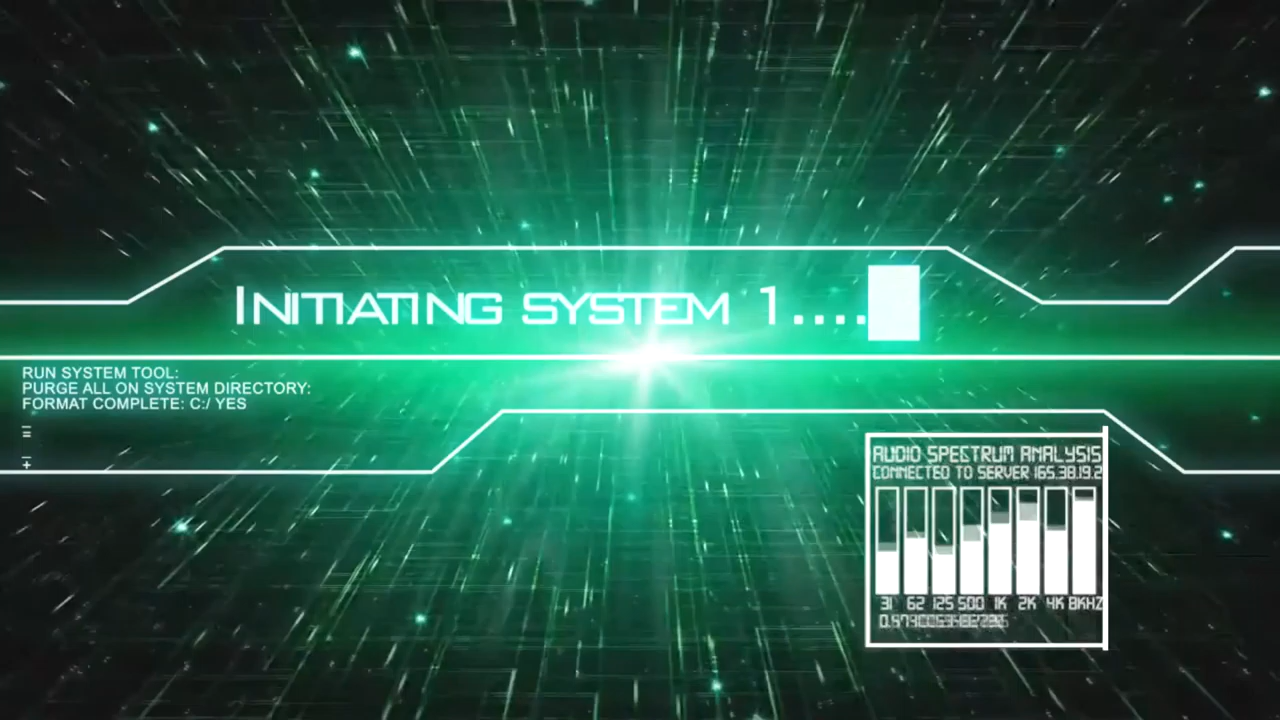 Initiating system 1....
RUN SYSTEM TOOL:
PURGE ALL ON SYSTEM DIRECTORY:
FORMAT COMPLETE: C:/ YES
AUDIO SPECTRUM ANALYSIS
CONNECTED TO SERVER 165.38.19.2
31 62 125 500 1K 2K 4K 8KHZ